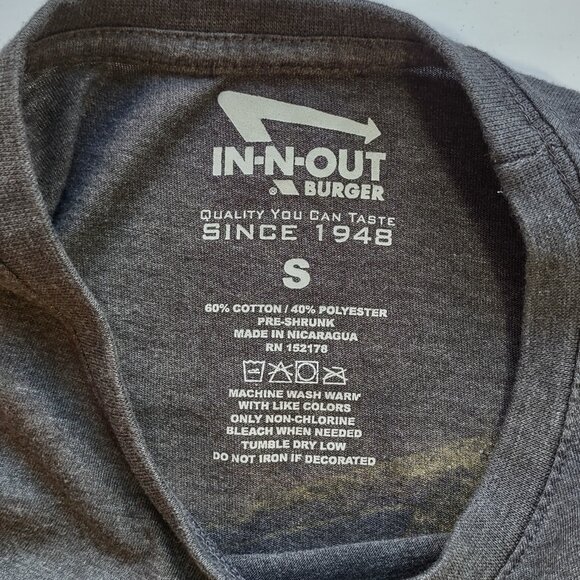 IN-N-OUT
® BURGER
QUALITY YOU CAN TASTE
SINCE 1948
S
60% COTTON / 40% POLYESTER
PRE-SHRUNK
MADE IN NICARAGUA
RN 152176
MACHINE WASH WARM
WITH LIKE COLORS
ONLY NON-CHLORINE
BLEACH WHEN NEEDED
TUMBLE DRY LOW
DO NOT IRON IF DECORATED